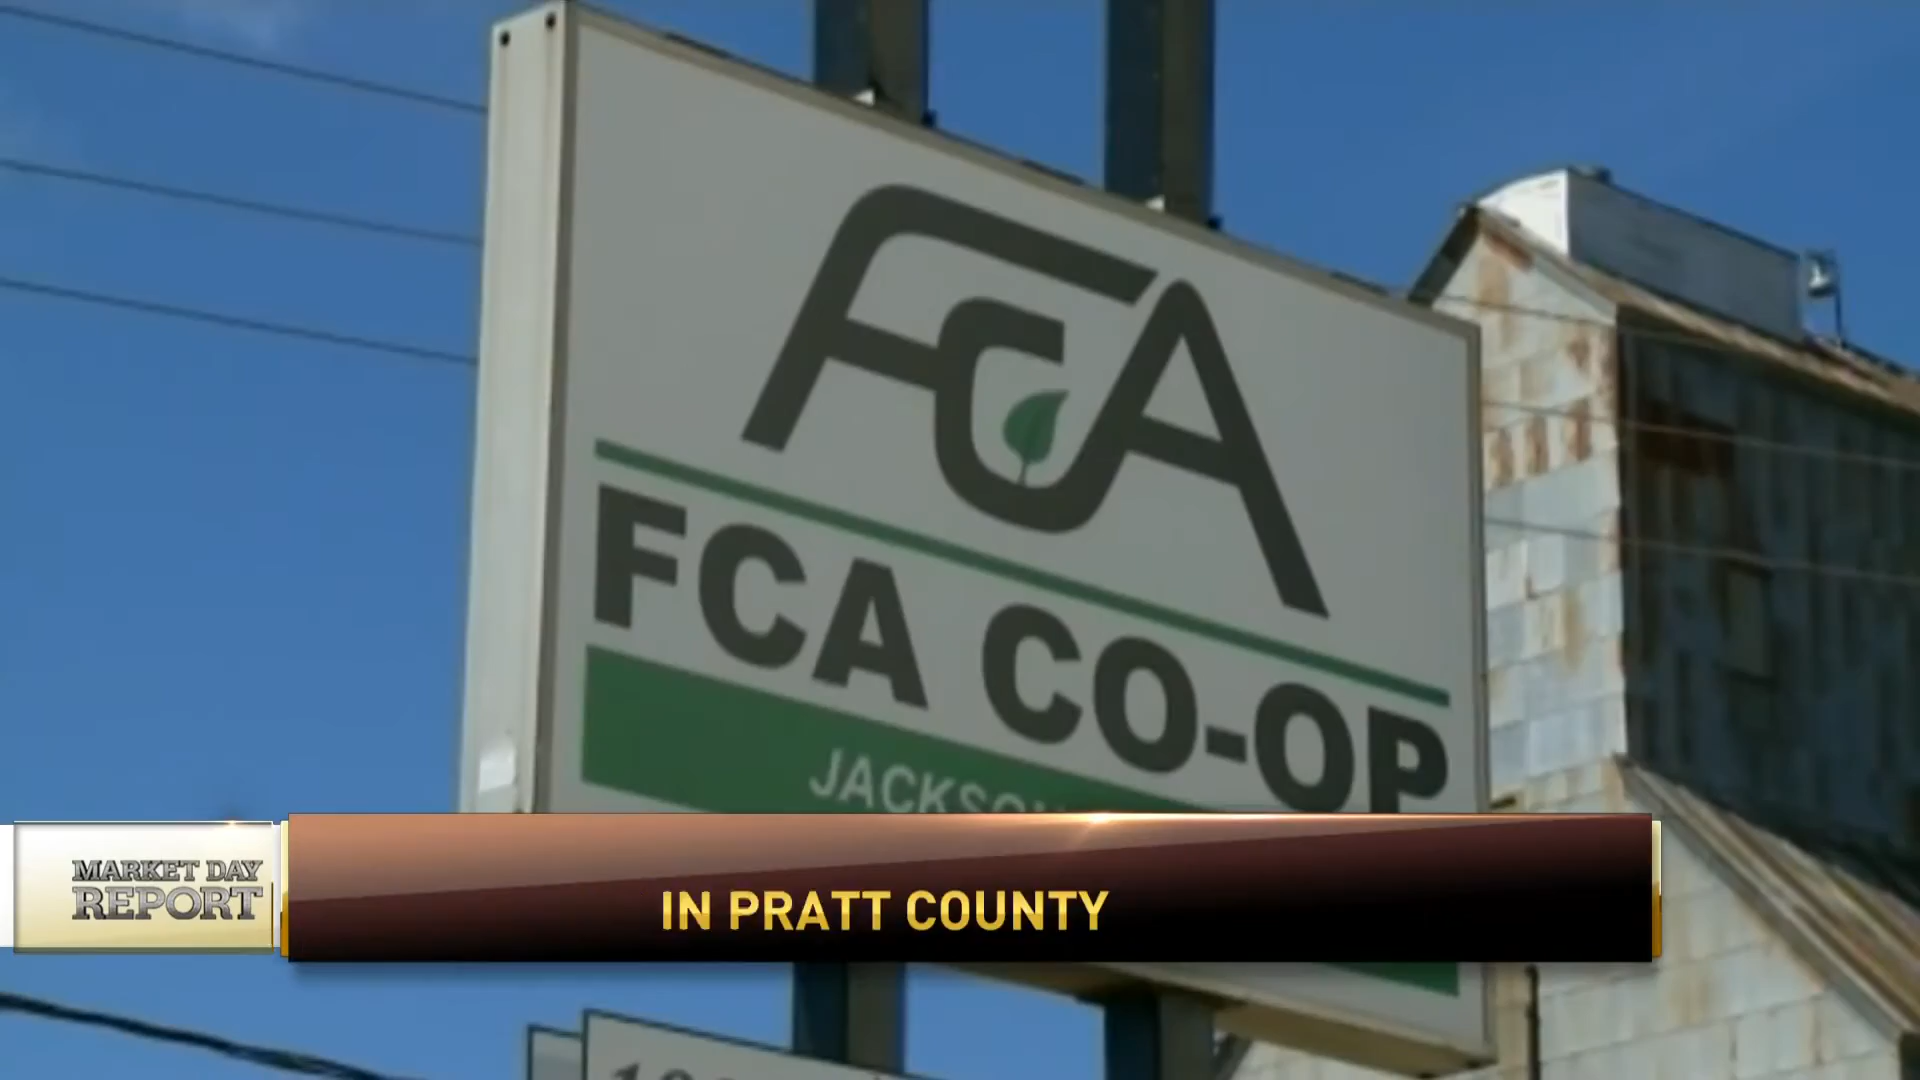 FCA
FCA CO-OP
MARKET DAY
REPORT
IN PRATT COUNTY